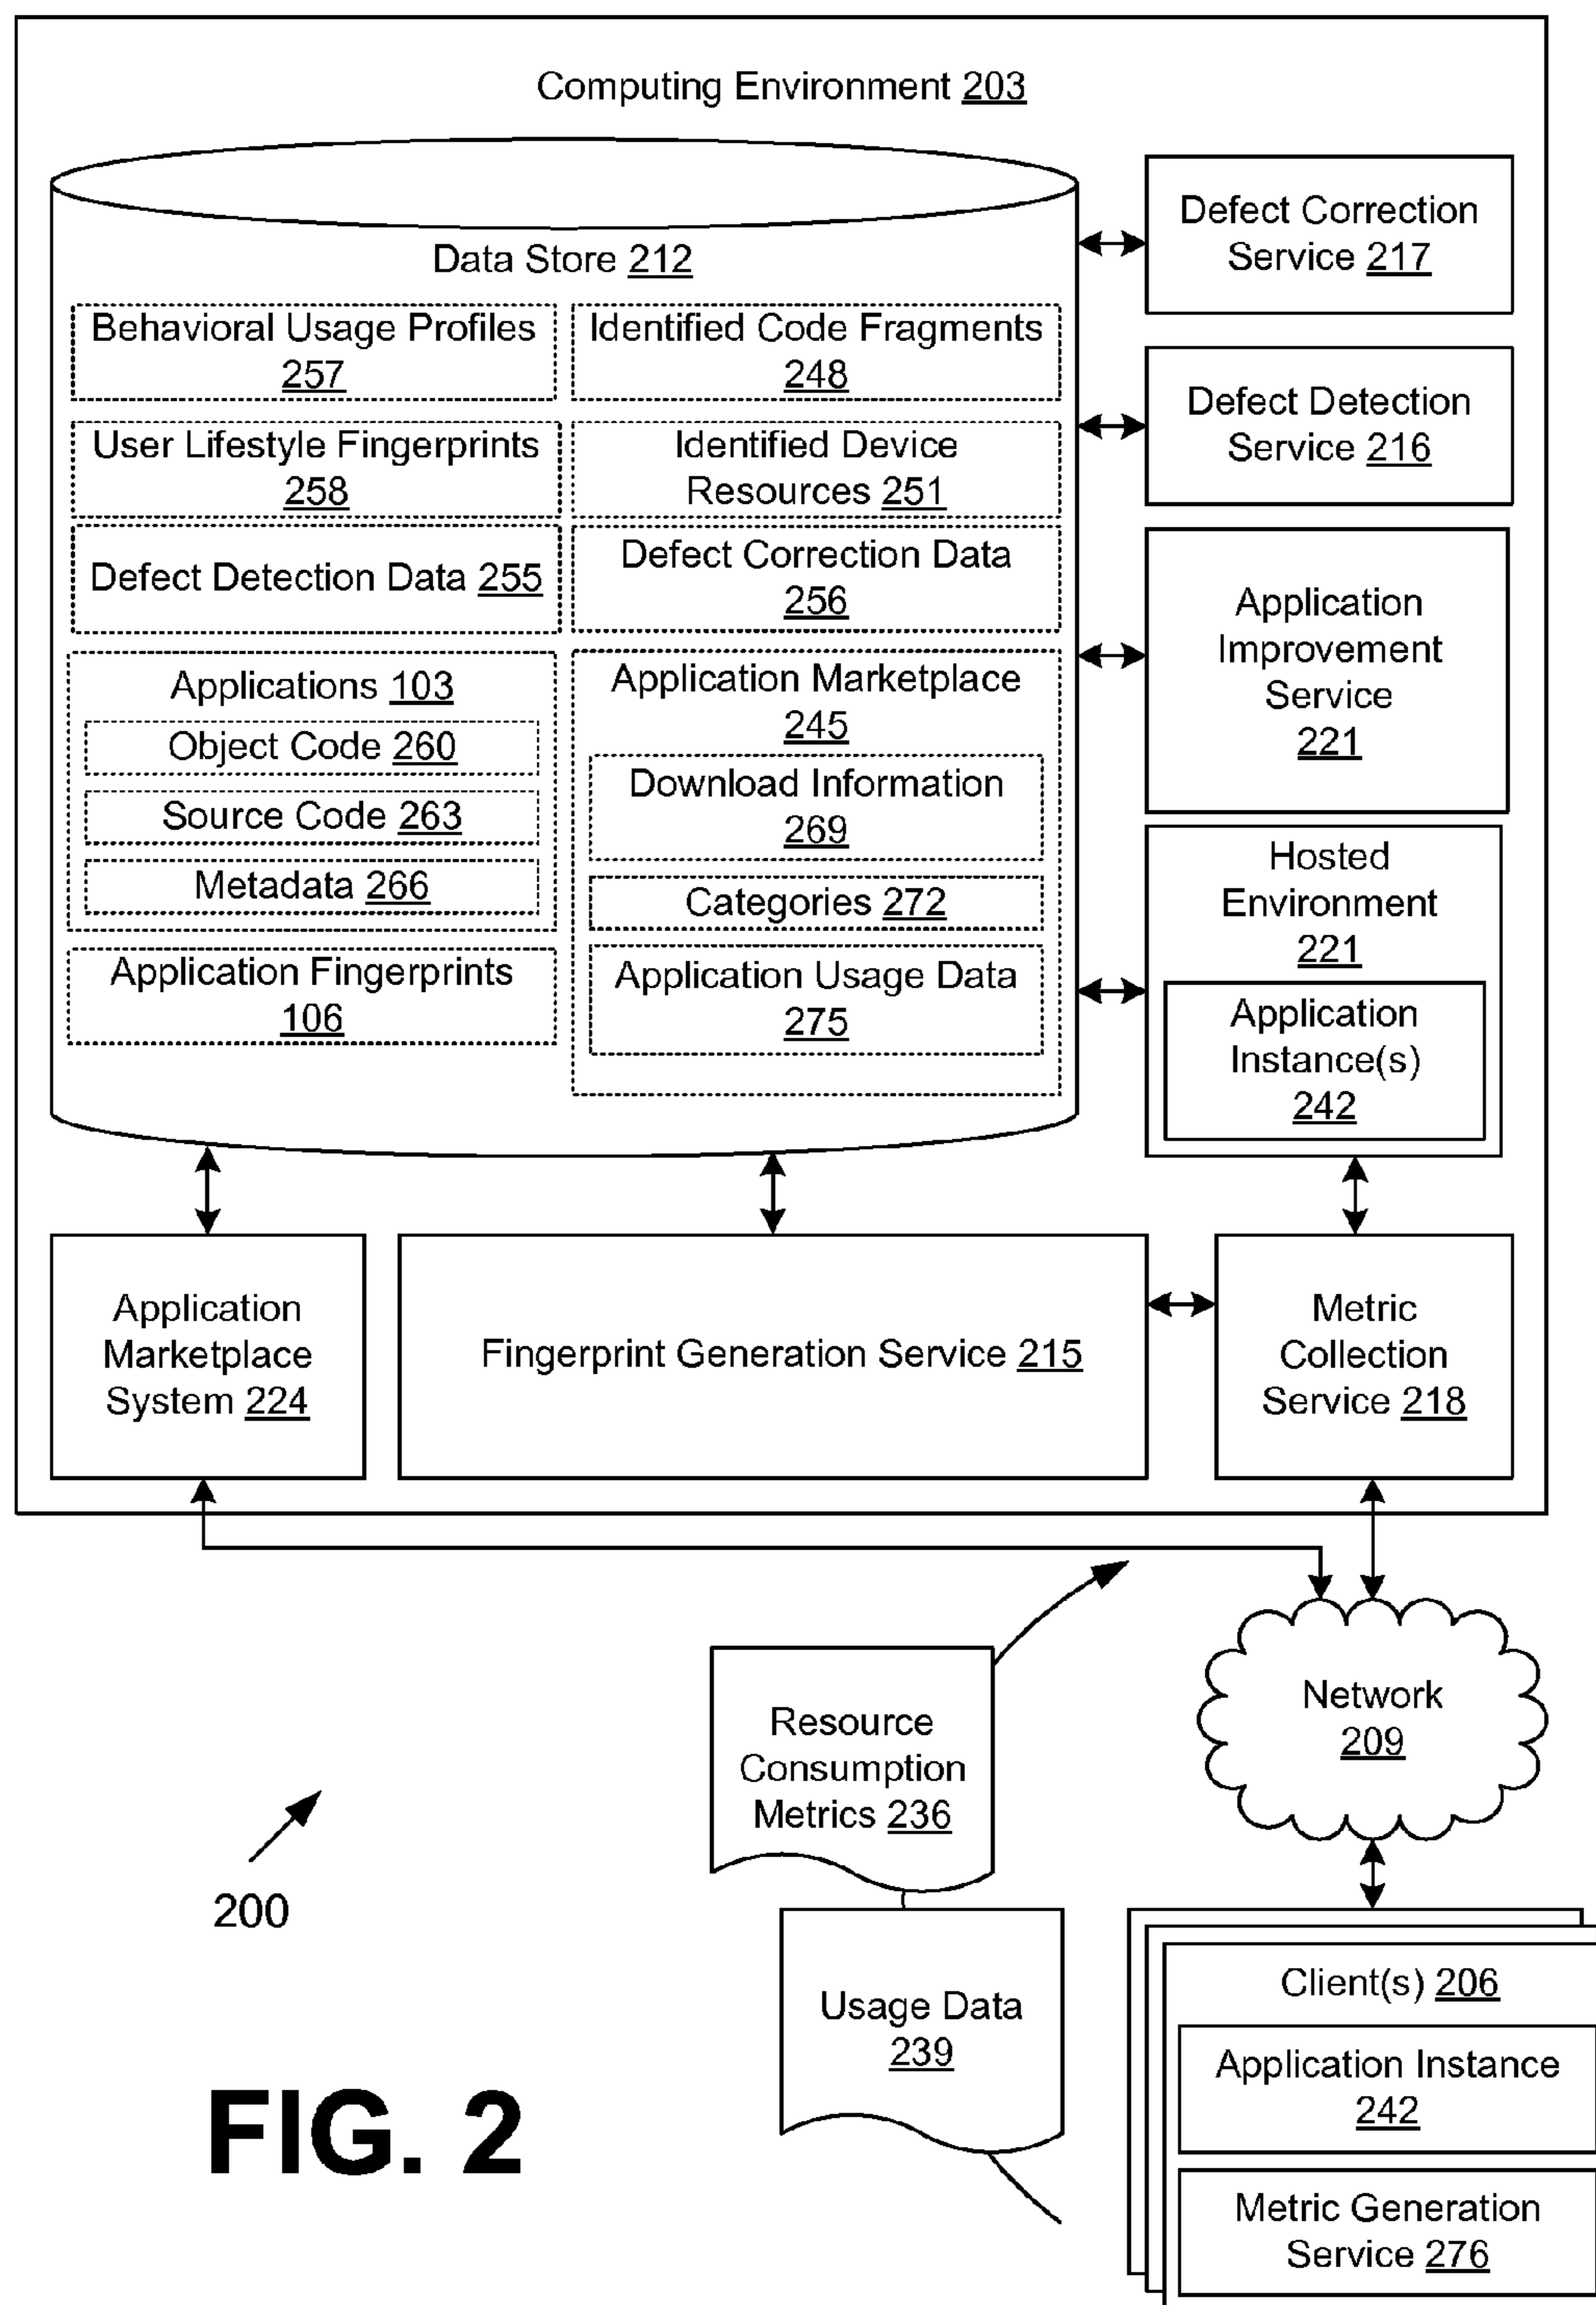 Computing Environment 203
Data Store 212
Behavioral Usage Profiles
257
Identified Code Fragments
248
User Lifestyle Fingerprints
258
Identified Device
Resources 251
Defect Detection Data 255
Defect Correction Data
256
Applications 103
Object Code 260
Source Code 263
Metadata 266
Application Fingerprints
106
Application Marketplace
245
Download Information
269
Categories 272
Application Usage Data
275
Defect Correction
Service 217
Defect Detection
Service 216
Application
Improvement
Service
221
Hosted
Environment
221
Application
Instance(s)
242
Application
Marketplace
System 224
Fingerprint Generation Service 215
Metric
Collection
Service 218
Resource
Consumption
Metrics 236
Network
209
200
Usage Data
239
Client(s) 206
Application Instance
242
Metric Generation
Service 276
FIG. 2